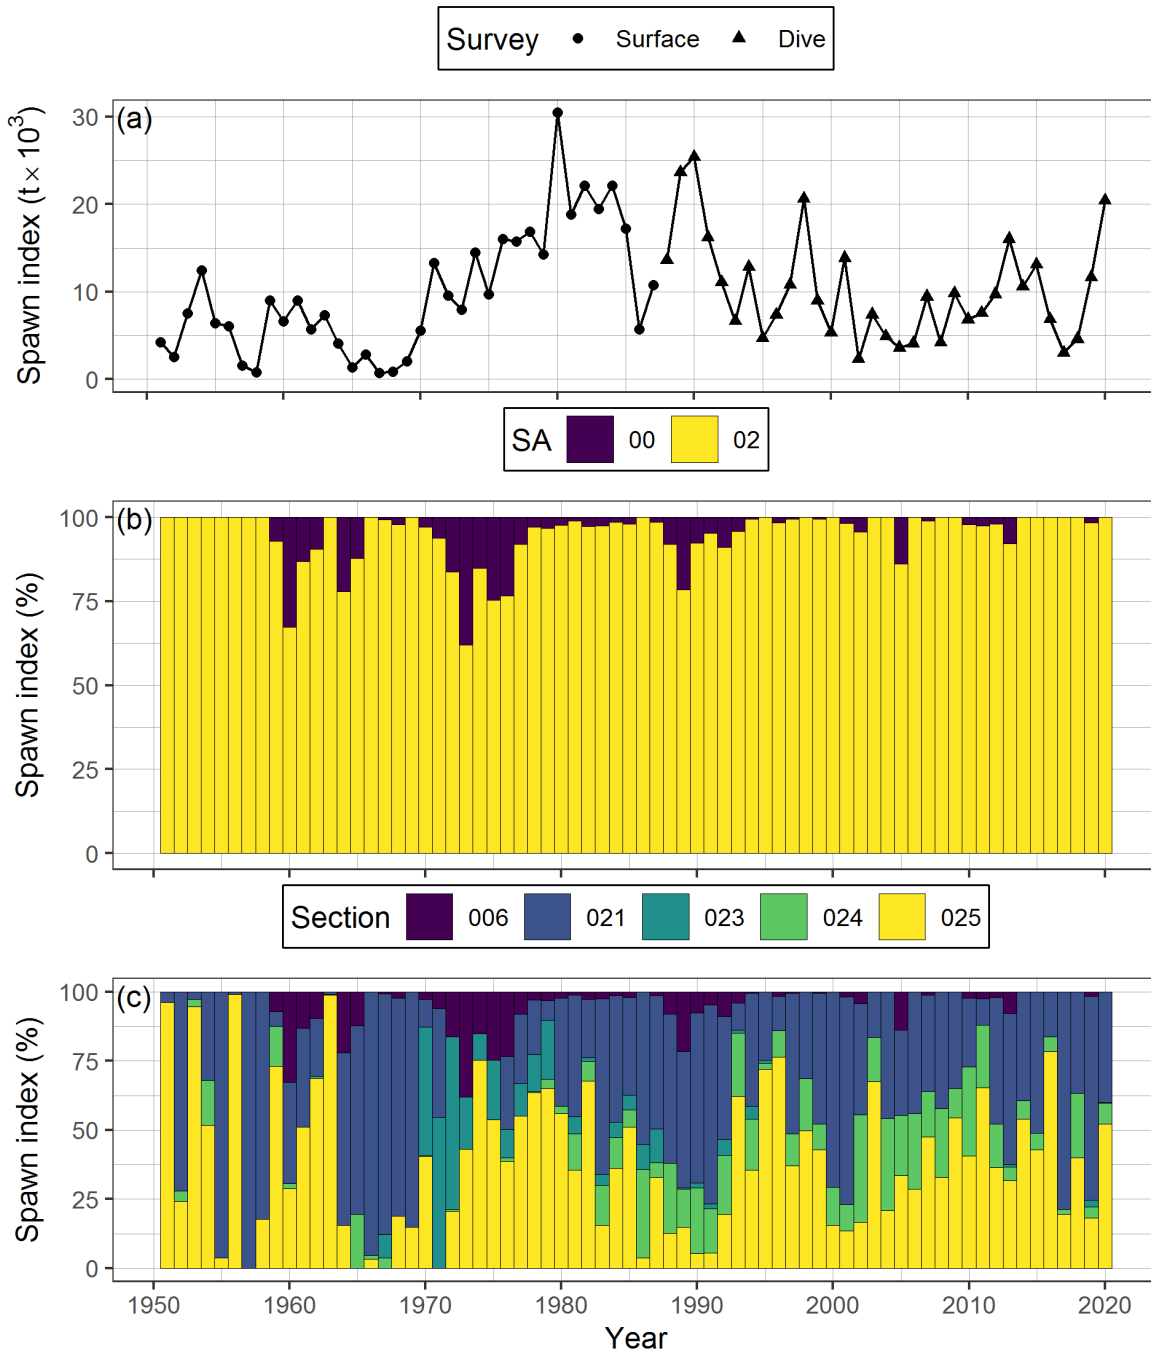 Survey Surface Dive
(a)
Spawn index (t × 10³)
30
20
10
0
SA 00 02
(b)
Spawn index (%)
100
75
50
25
0
Section 006 021 023 024 025
(c)
Spawn index (%)
100
75
50
25
0
1950 1960 1970 1980 1990 2000 2010 2020
Year